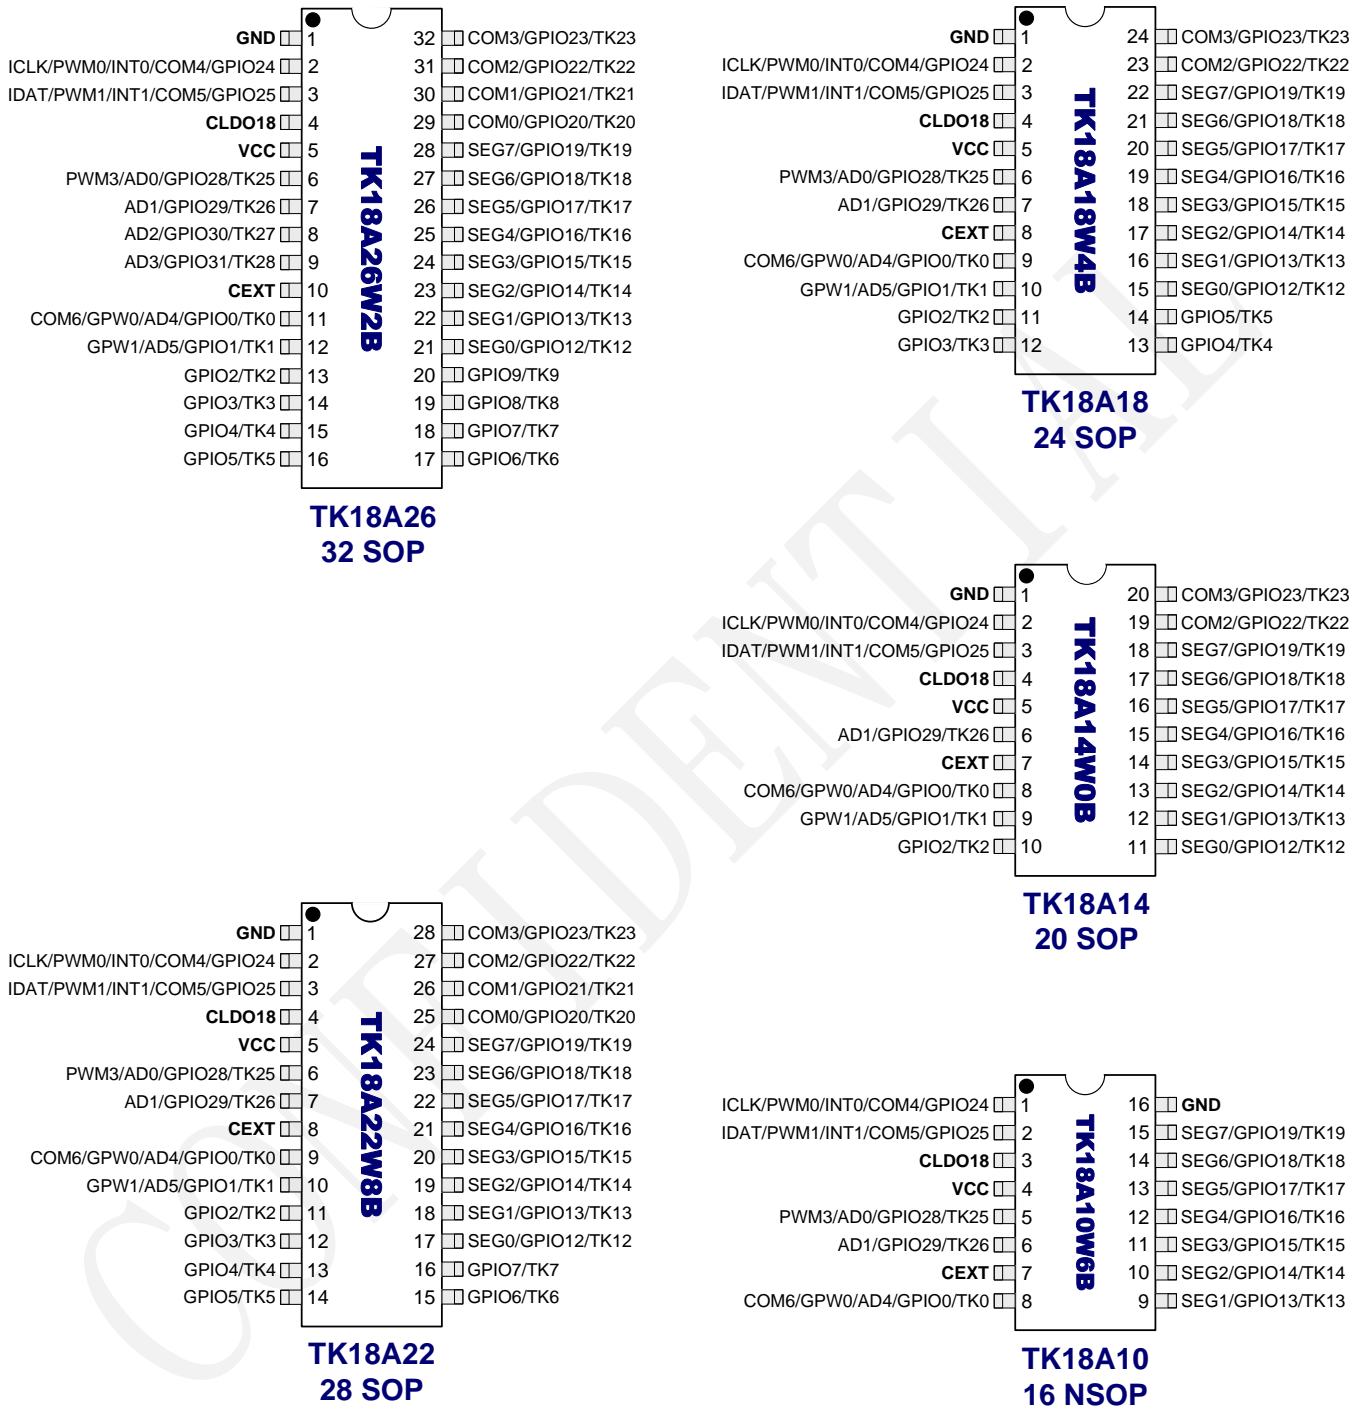 GND 1 32 COM3/GPIO23/TK23
ICLK/PWM0/INT0/COM4/GPIO24 2 31 COM2/GPIO22/TK22
IDAT/PWM1/INT1/COM5/GPIO25 3 30 COM1/GPIO21/TK21
CLDO18 4 29 COM0/GPIO20/TK20
VCC 5 28 SEG7/GPIO19/TK19
PWM3/AD0/GPIO28/TK25 6 27 SEG6/GPIO18/TK18
AD1/GPIO29/TK26 7 26 SEG5/GPIO17/TK17
AD2/GPIO30/TK27 8 25 SEG4/GPIO16/TK16
AD3/GPIO31/TK28 9 24 SEG3/GPIO15/TK15
CEXT 10 23 SEG2/GPIO14/TK14
COM6/GPW0/AD4/GPIO0/TK0 11 22 SEG1/GPIO13/TK13
GPW1/AD5/GPIO1/TK1 12 21 SEG0/GPIO12/TK12
GPIO2/TK2 13 20 GPIO9/TK9
GPIO3/TK3 14 19 GPIO8/TK8
GPIO4/TK4 15 18 GPIO7/TK7
GPIO5/TK5 16 17 GPIO6/TK6
TK18A26W2B
TK18A26
32 SOP
GND 1 24 COM3/GPIO23/TK23
ICLK/PWM0/INT0/COM4/GPIO24 2 23 COM2/GPIO22/TK22
IDAT/PWM1/INT1/COM5/GPIO25 3 22 SEG7/GPIO19/TK19
CLDO18 4 21 SEG6/GPIO18/TK18
VCC 5 20 SEG5/GPIO17/TK17
PWM3/AD0/GPIO28/TK25 6 19 SEG4/GPIO16/TK16
AD1/GPIO29/TK26 7 18 SEG3/GPIO15/TK15
CEXT 8 17 SEG2/GPIO14/TK14
COM6/GPW0/AD4/GPIO0/TK0 9 16 SEG1/GPIO13/TK13
GPW1/AD5/GPIO1/TK1 10 15 SEG0/GPIO12/TK12
GPIO2/TK2 11 14 GPIO5/TK5
GPIO3/TK3 12 13 GPIO4/TK4
TK18A18W4B
TK18A18
24 SOP
GND 1 20 COM3/GPIO23/TK23
ICLK/PWM0/INT0/COM4/GPIO24 2 19 COM2/GPIO22/TK22
IDAT/PWM1/INT1/COM5/GPIO25 3 18 SEG7/GPIO19/TK19
CLDO18 4 17 SEG6/GPIO18/TK18
VCC 5 16 SEG5/GPIO17/TK17
AD1/GPIO29/TK26 6 15 SEG4/GPIO16/TK16
CEXT 7 14 SEG3/GPIO15/TK15
COM6/GPW0/AD4/GPIO0/TK0 8 13 SEG2/GPIO14/TK14
GPW1/AD5/GPIO1/TK1 9 12 SEG1/GPIO13/TK13
GPIO2/TK2 10 11 SEG0/GPIO12/TK12
TK18A14W0B
TK18A14
20 SOP
GND 1 28 COM3/GPIO23/TK23
ICLK/PWM0/INT0/COM4/GPIO24 2 27 COM2/GPIO22/TK22
IDAT/PWM1/INT1/COM5/GPIO25 3 26 COM1/GPIO21/TK21
CLDO18 4 25 COM0/GPIO20/TK20
VCC 5 24 SEG7/GPIO19/TK19
PWM3/AD0/GPIO28/TK25 6 23 SEG6/GPIO18/TK18
AD1/GPIO29/TK26 7 22 SEG5/GPIO17/TK17
CEXT 8 21 SEG4/GPIO16/TK16
COM6/GPW0/AD4/GPIO0/TK0 9 20 SEG3/GPIO15/TK15
GPW1/AD5/GPIO1/TK1 10 19 SEG2/GPIO14/TK14
GPIO2/TK2 11 18 SEG1/GPIO13/TK13
GPIO3/TK3 12 17 SEG0/GPIO12/TK12
GPIO4/TK4 13 16 GPIO7/TK7
GPIO5/TK5 14 15 GPIO6/TK6
TK18A22W8B
TK18A22
28 SOP
ICLK/PWM0/INT0/COM4/GPIO24 1 16 GND
IDAT/PWM1/INT1/COM5/GPIO25 2 15 SEG7/GPIO19/TK19
CLDO18 3 14 SEG6/GPIO18/TK18
VCC 4 13 SEG5/GPIO17/TK17
PWM3/AD0/GPIO28/TK25 5 12 SEG4/GPIO16/TK16
AD1/GPIO29/TK26 6 11 SEG3/GPIO15/TK15
CEXT 7 10 SEG2/GPIO14/TK14
COM6/GPW0/AD4/GPIO0/TK0 8 9 SEG1/GPIO13/TK13
TK18A10W6B
TK18A10
16 NSOP
CONFIDENTIAL